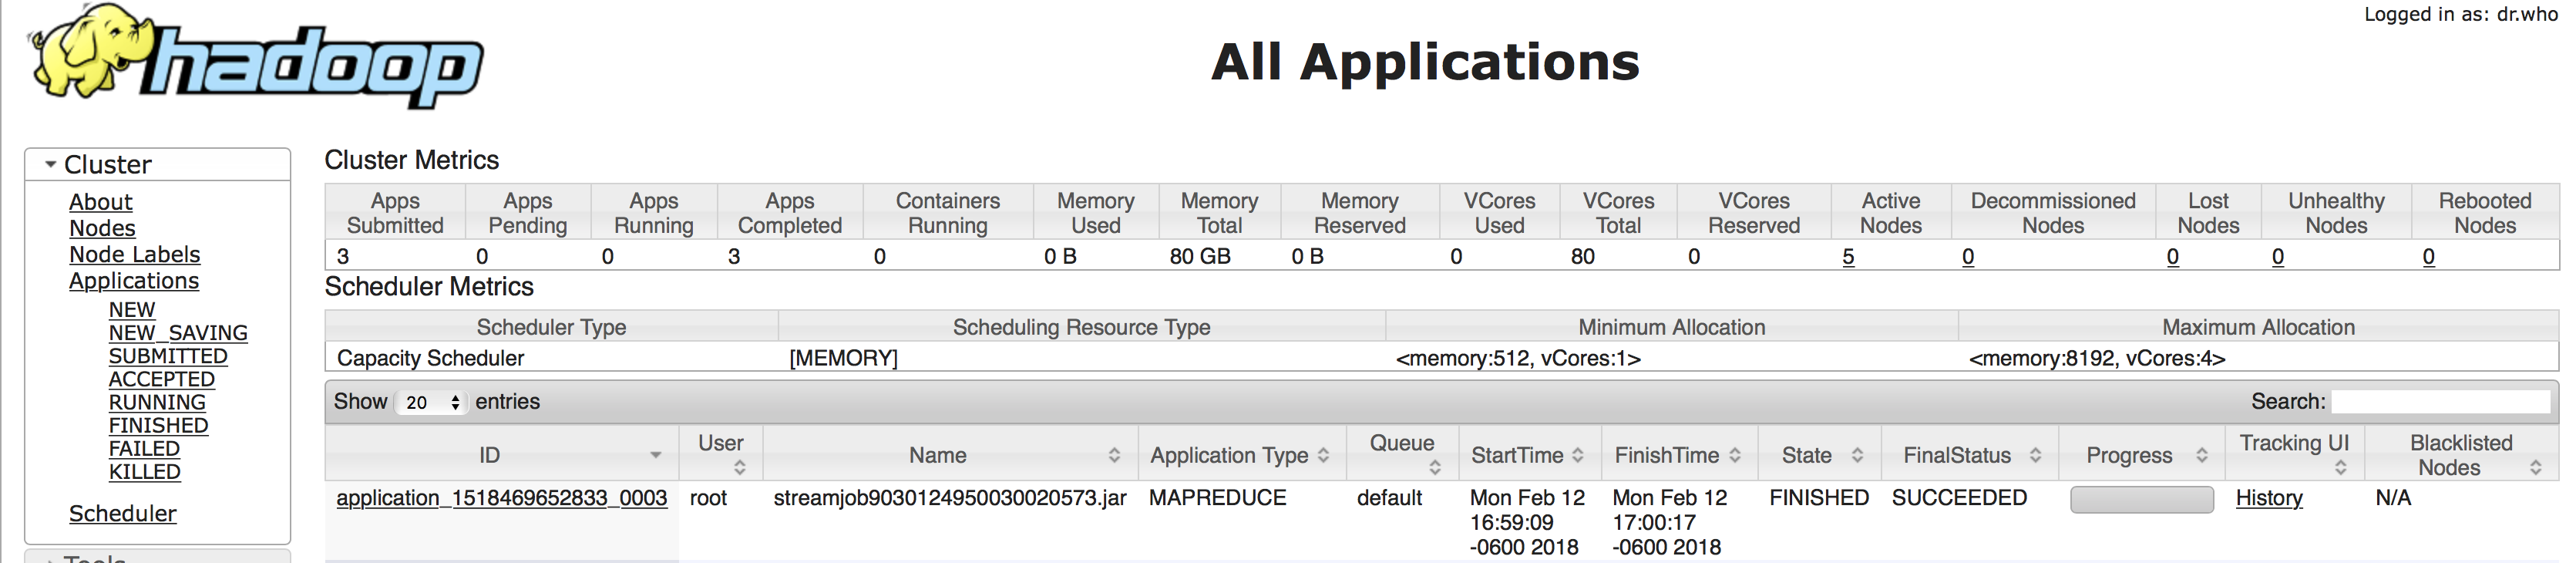 Logged in as: dr.who
hadoop
All Applications
Cluster
About
Nodes
Node Labels
Applications
NEW
NEW_SAVING
SUBMITTED
ACCEPTED
RUNNING
FINISHED
FAILED
KILLED
Scheduler
Tools
Cluster Metrics
Apps Submitted Apps Pending Apps Running Apps Completed Containers Running Memory Used Memory Total Memory Reserved VCores Used VCores Total VCores Reserved Active Nodes Decommissioned Nodes Lost Nodes Unhealthy Nodes Rebooted Nodes
3 0 0 3 0 0 B 80 GB 0 B 0 80 0 5 0 0 0 0
Scheduler Metrics
Scheduler Type Scheduling Resource Type Minimum Allocation Maximum Allocation
Capacity Scheduler [MEMORY] <memory:512, vCores:1> <memory:8192, vCores:4>
Show 20 entries Search:
ID User Name Application Type Queue StartTime FinishTime State FinalStatus Progress Tracking UI Blacklisted Nodes
application_1518469652833_0003 root streamjob9030124950030020573.jar MAPREDUCE default Mon Feb 12 16:59:09 -0600 2018 Mon Feb 12 17:00:17 -0600 2018 FINISHED SUCCEEDED History N/A